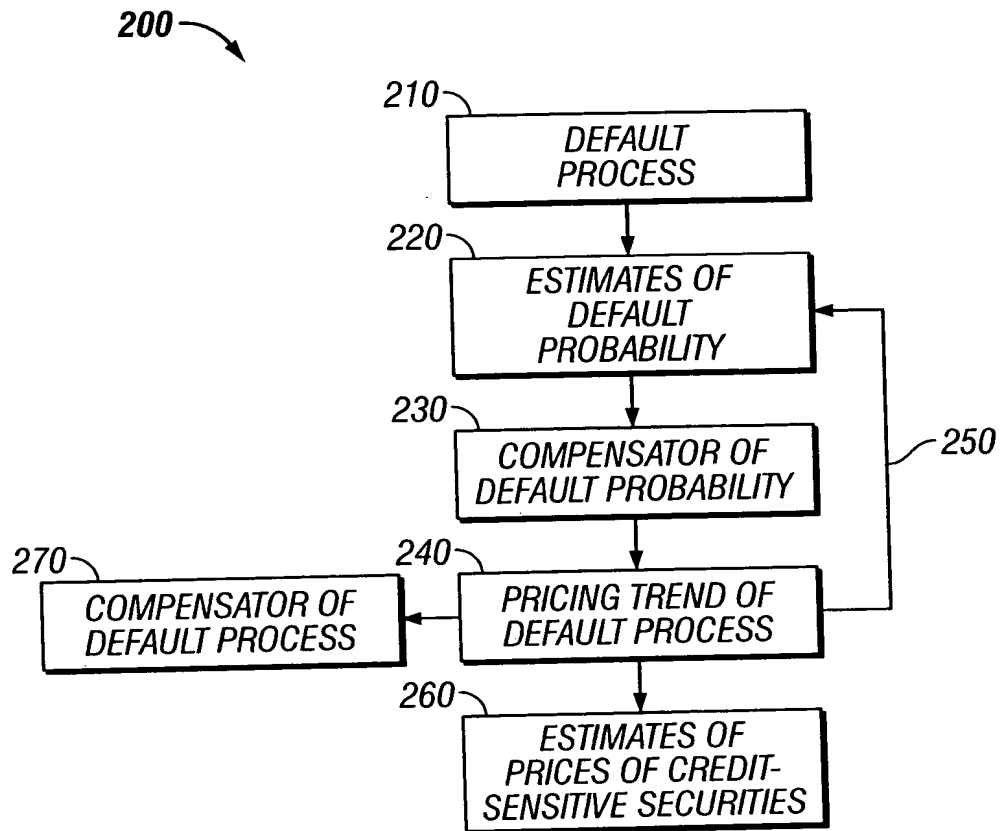 200
210
DEFAULT
PROCESS
220
ESTIMATES OF
DEFAULT
PROBABILITY
230
COMPENSATOR OF
DEFAULT PROBABILITY
250
240
PRICING TREND OF
DEFAULT PROCESS
270
COMPENSATOR OF
DEFAULT PROCESS
260
ESTIMATES OF
PRICES OF CREDIT-
SENSITIVE SECURITIES